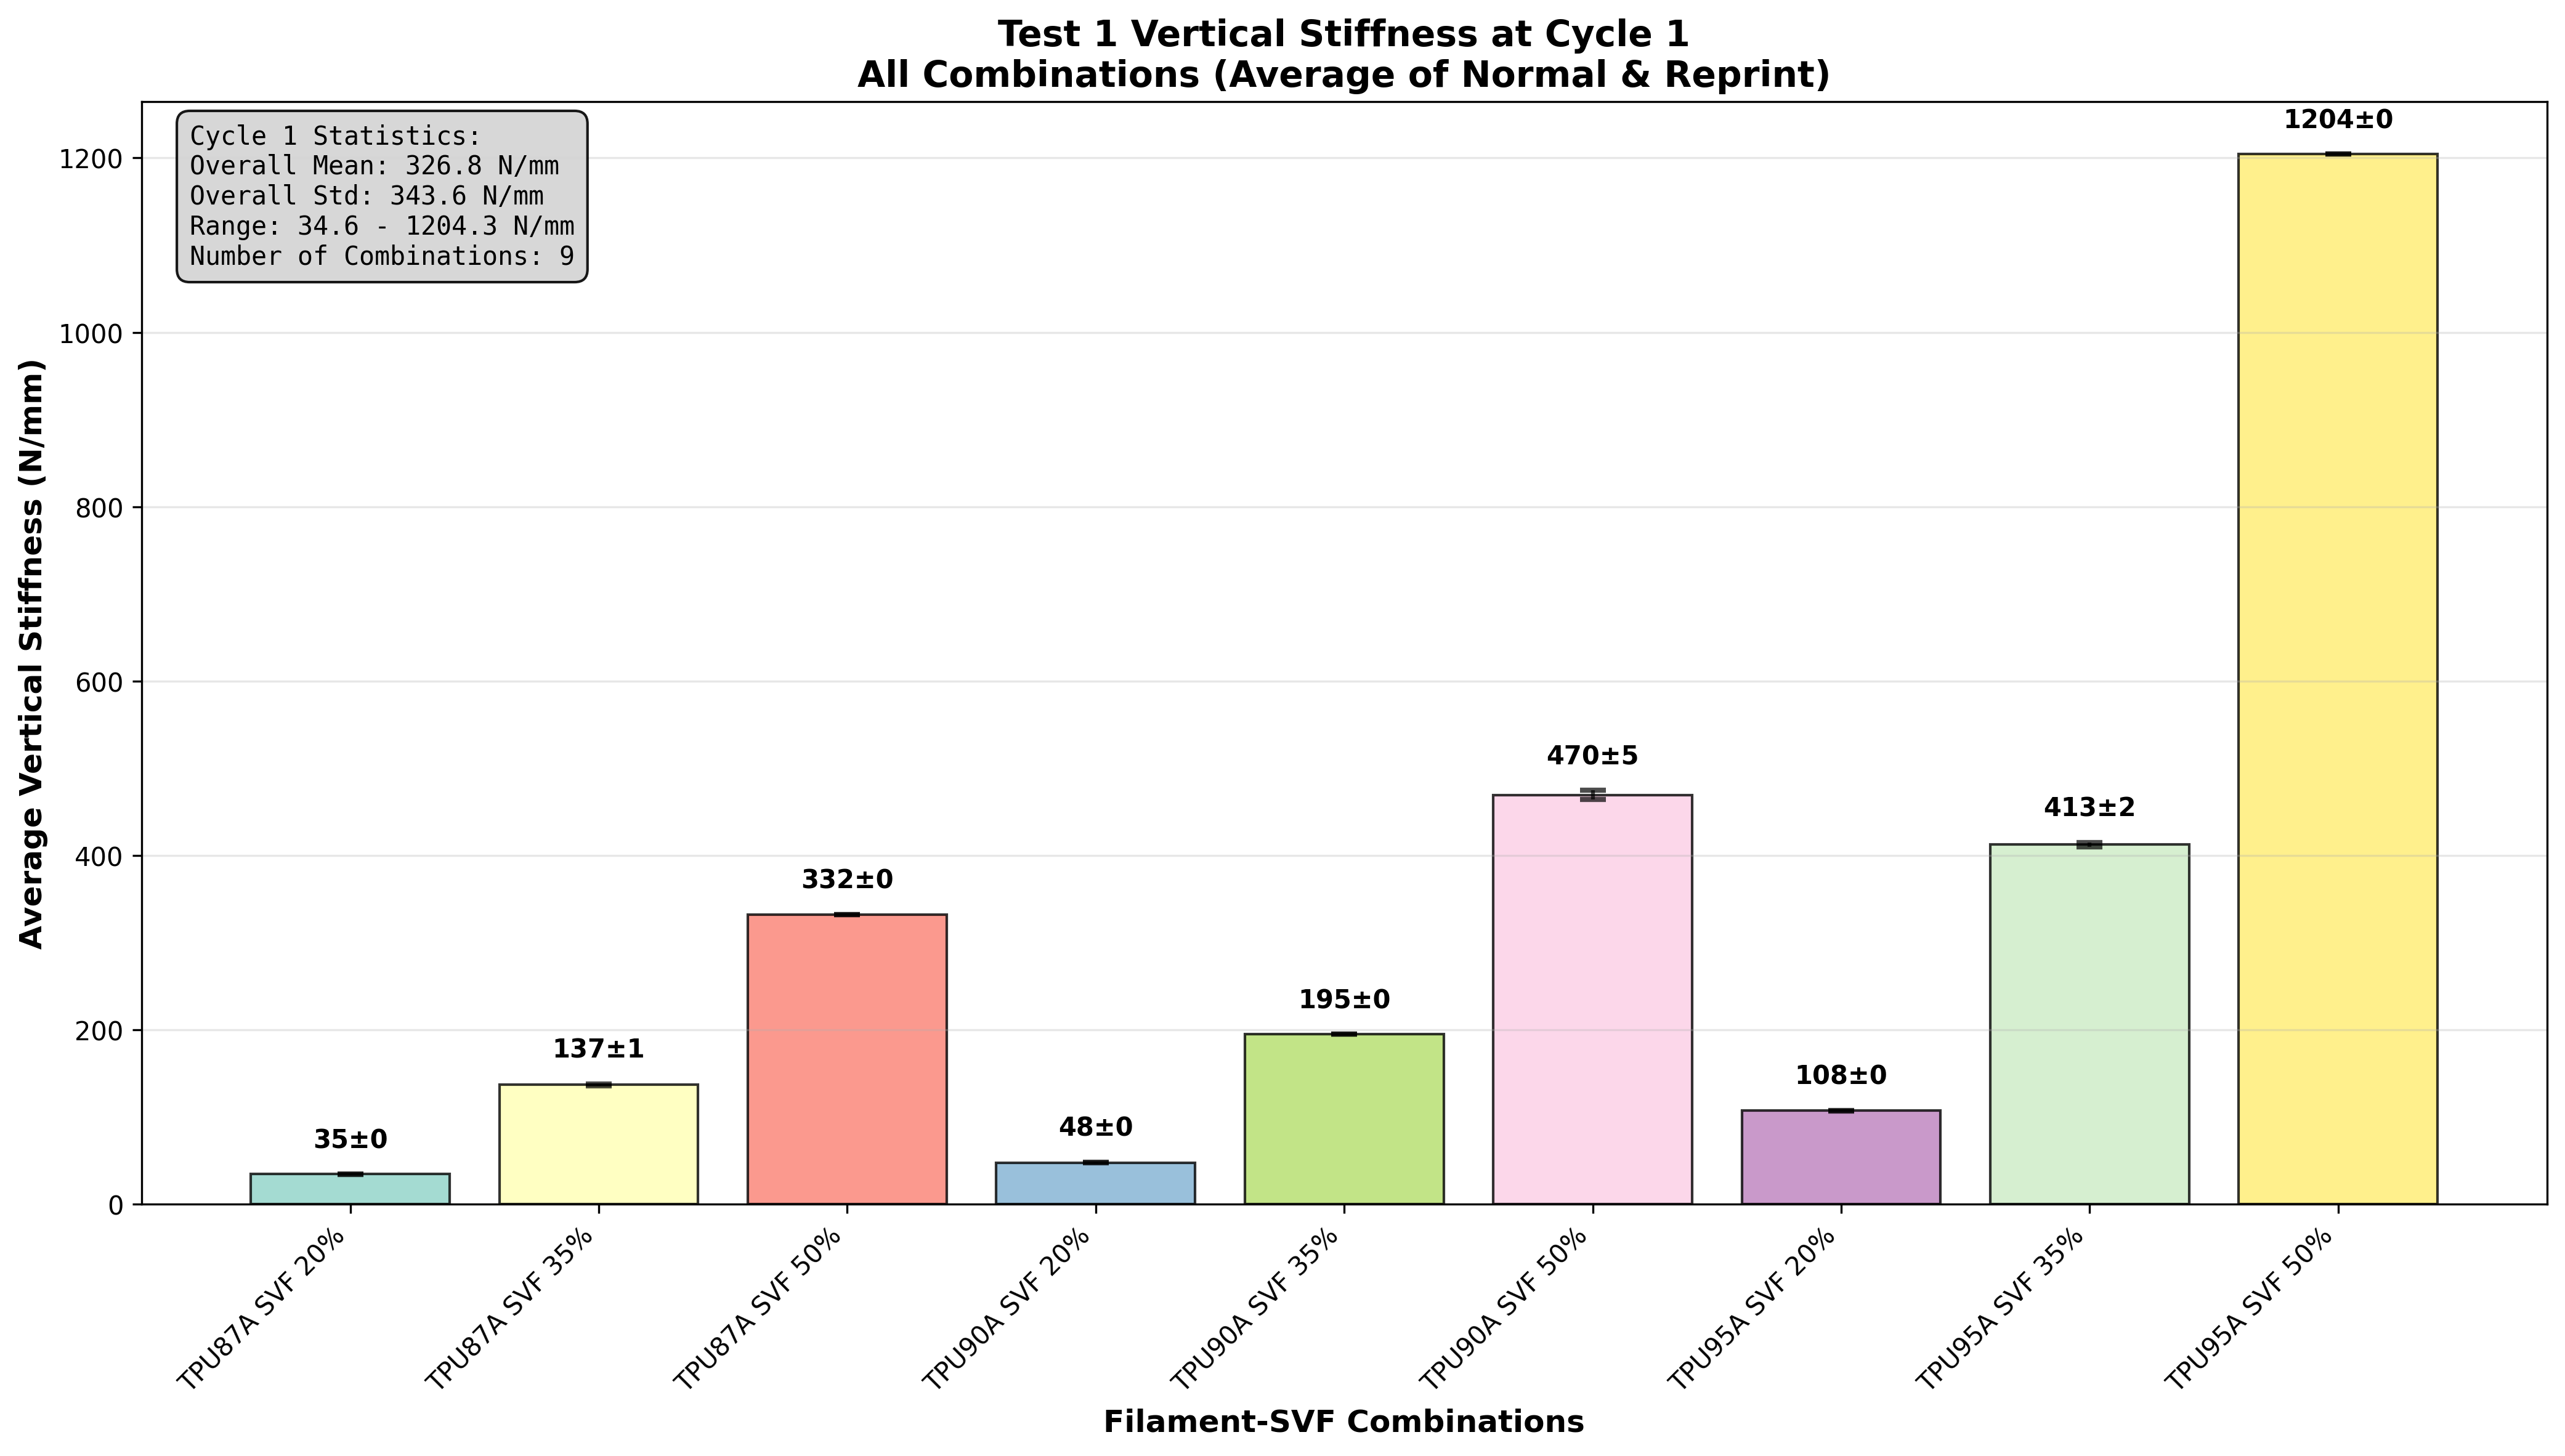 Test 1 Vertical Stiffness at Cycle 1
All Combinations (Average of Normal & Reprint)
Cycle 1 Statistics:
Overall Mean: 326.8 N/mm
Overall Std: 343.6 N/mm
Range: 34.6 - 1204.3 N/mm
Number of Combinations: 9
Average Vertical Stiffness (N/mm)
1200
1000
800
600
400
200
0
35±0
137±1
332±0
48±0
195±0
470±5
108±0
413±2
1204±0
TPU87A SVF 20%
TPU87A SVF 35%
TPU87A SVF 50%
TPU90A SVF 20%
TPU90A SVF 35%
TPU90A SVF 50%
TPU95A SVF 20%
TPU95A SVF 35%
TPU95A SVF 50%
Filament-SVF Combinations